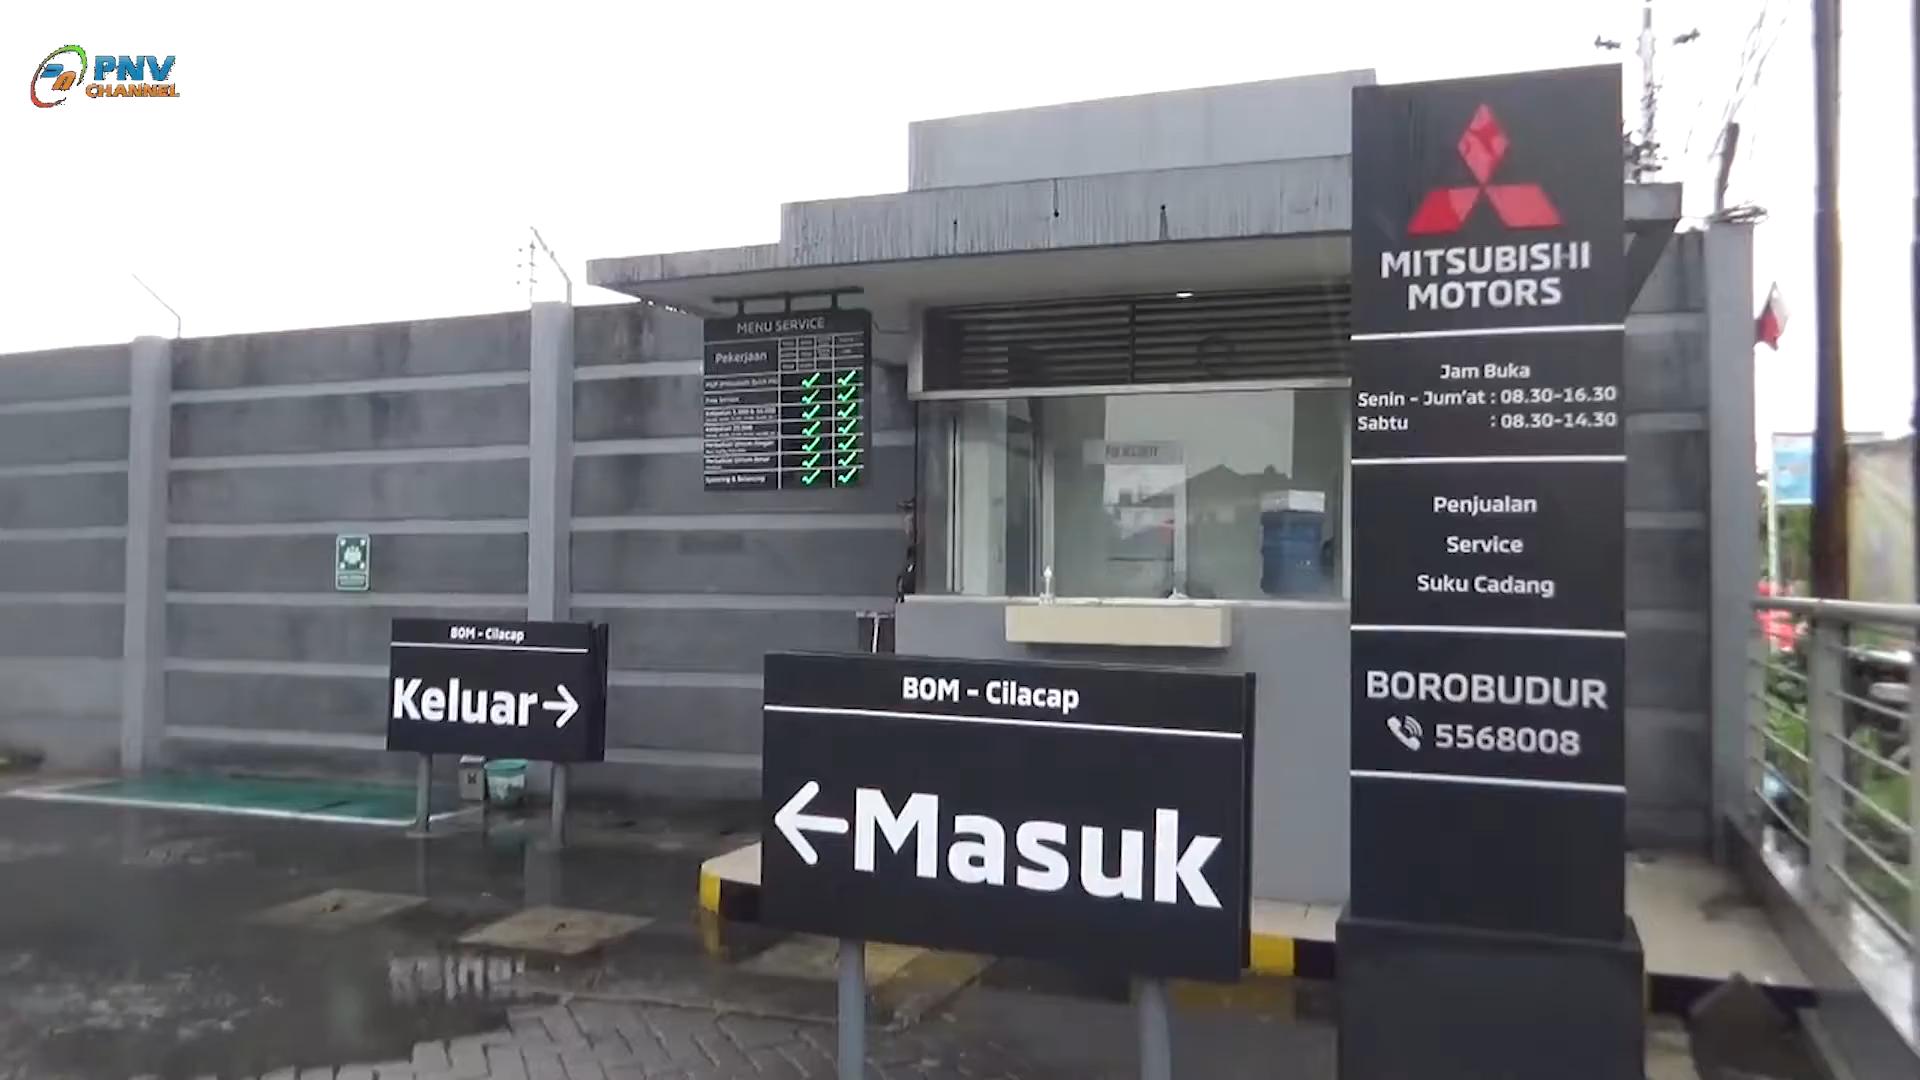 PNV
CHANNEL
MITSUBISHI
MOTORS
Jam Buka
Senin - Jum'at : 08.30-16.30
Sabtu : 08.30-14.30
Penjualan
Service
Suku Cadang
BOROBUDUR
5568008
MENU SERVICE
Pekerjaan
BOM - Cilacap
Keluar→
BOM - Cilacap
←Masuk